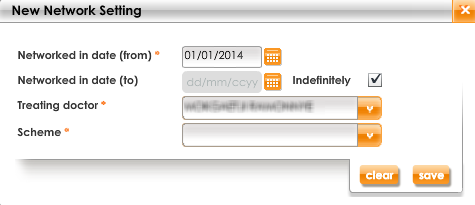 New Network Setting
Networked in date (from) * 01/01/2014
Networked in date (to) dd/mm/ccyy Indefinitely
Treating doctor *
Scheme *
clear save